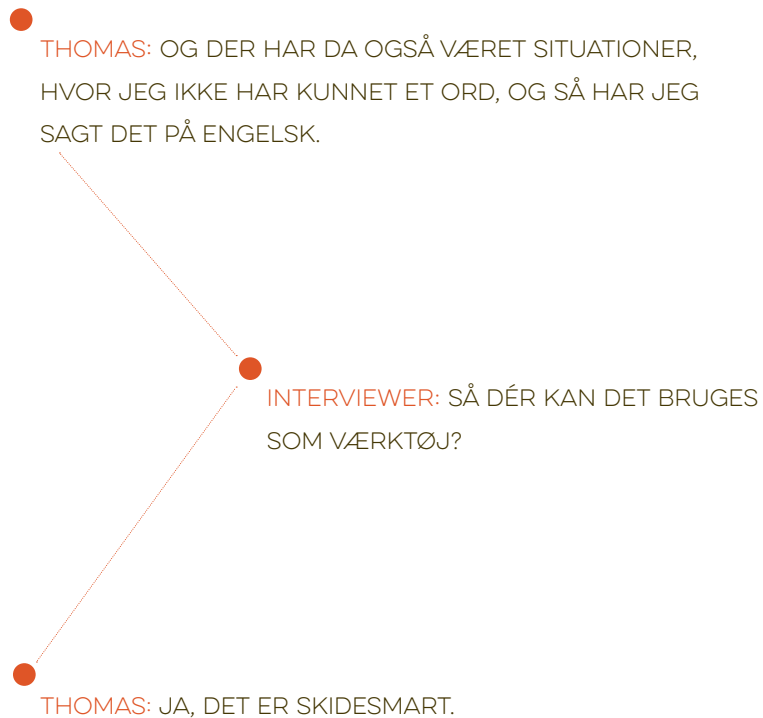 THOMAS: OG DER HAR DA OGSÅ VÆRET SITUATIONER,
HVOR JEG IKKE HAR KUNNET ET ORD, OG SÅ HAR JEG
SAGT DET PÅ ENGELSK.
INTERVIEWER: SÅ DÉR KAN DET BRUGES
SOM VÆRKTØJ?
THOMAS: JA, DET ER SKIDESMART.